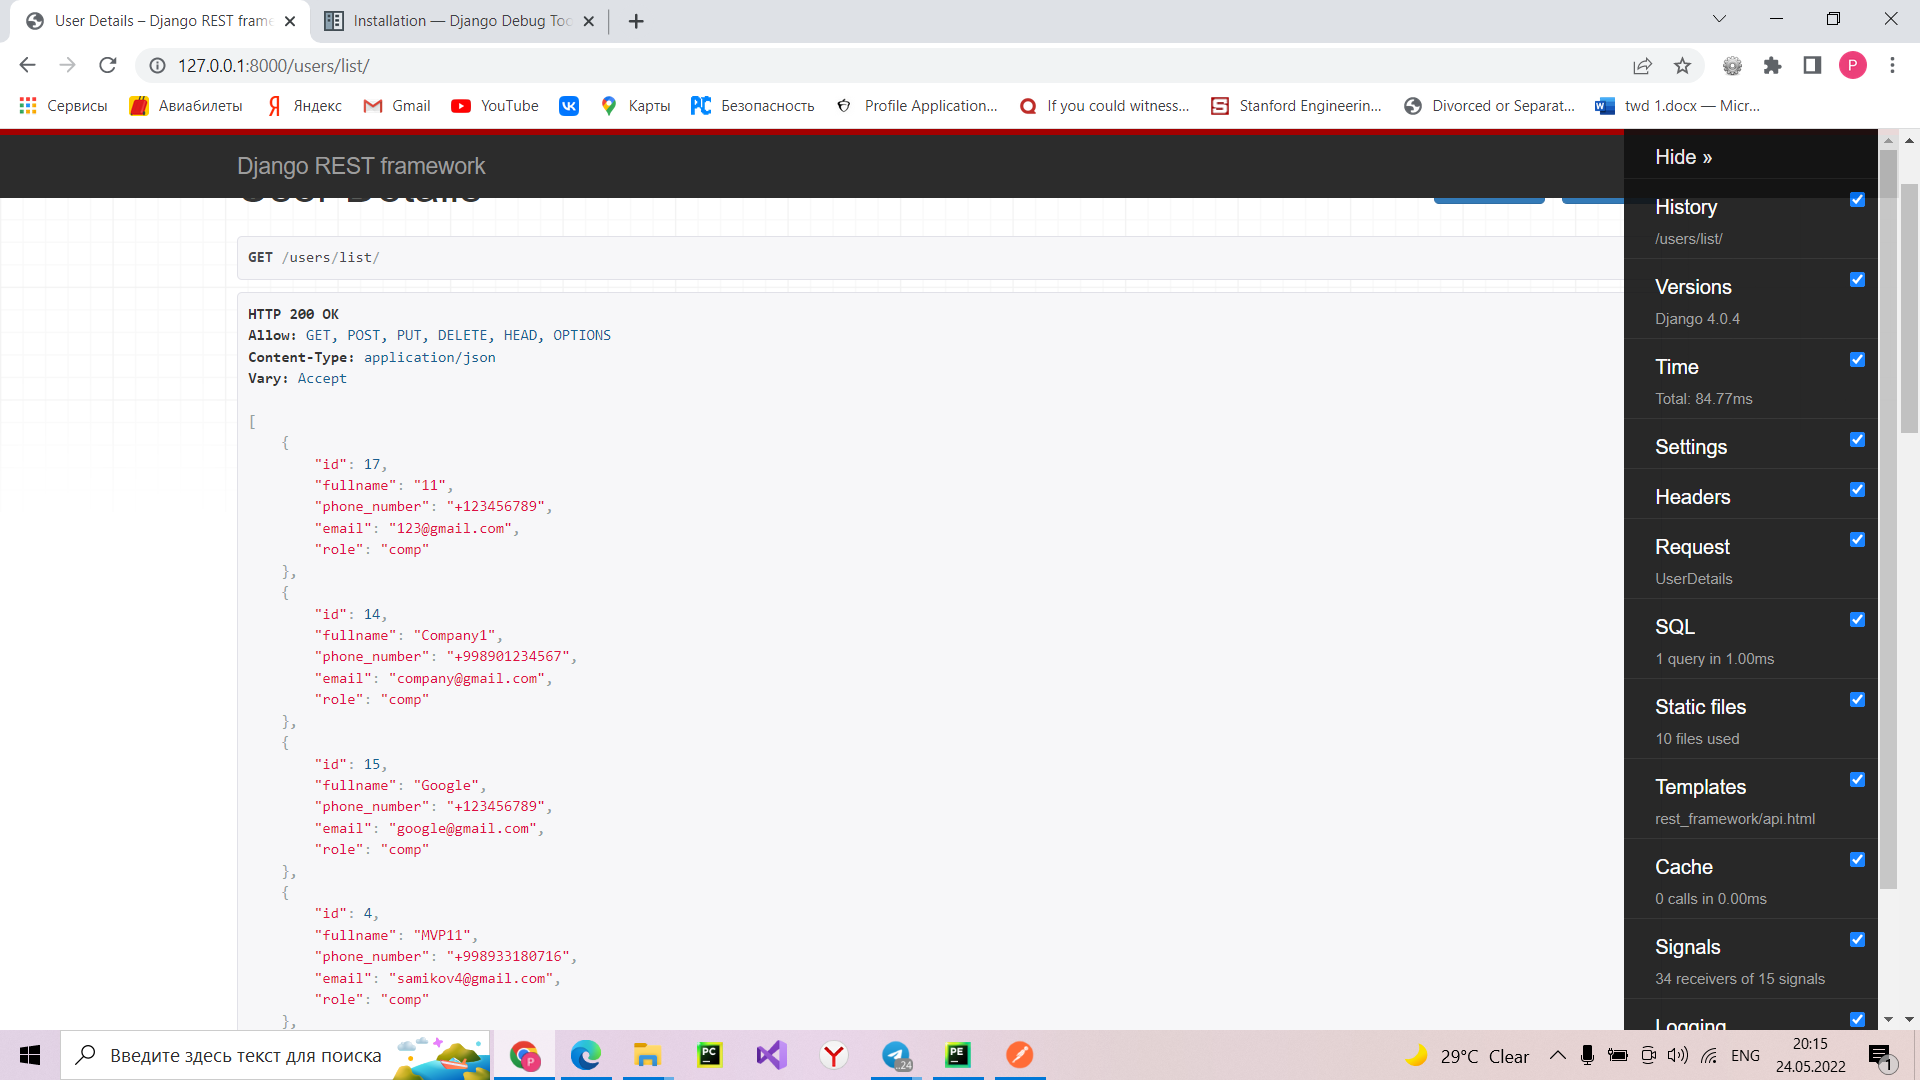 User Details – Django REST frame
Installation — Django Debug Too
127.0.0.1:8000/users/list/
P
Сервисы
Авиабилеты
Яндекс
Gmail
YouTube
Карты
Безопасность
Profile Application...
If you could witness...
Stanford Engineerin...
Divorced or Separat...
twd 1.docx — Micr...
Django REST framework
User Details
GET /users/list/
HTTP 200 OK
Allow: GET, POST, PUT, DELETE, HEAD, OPTIONS
Content-Type: application/json
Vary: Accept
[
{
"id": 17,
"fullname": "11",
"phone_number": "+123456789",
"email": "123@gmail.com",
"role": "comp"
},
{
"id": 14,
"fullname": "Company1",
"phone_number": "+998901234567",
"email": "company@gmail.com",
"role": "comp"
},
{
"id": 15,
"fullname": "Google",
"phone_number": "+123456789",
"email": "google@gmail.com",
"role": "comp"
},
{
"id": 4,
"fullname": "MVP11",
"phone_number": "+998933180716",
"email": "samikov4@gmail.com",
"role": "comp"
},
Hide »
History
/users/list/
Versions
Django 4.0.4
Time
Total: 84.77ms
Settings
Headers
Request
UserDetails
SQL
1 query in 1.00ms
Static files
10 files used
Templates
rest_framework/api.html
Cache
0 calls in 0.00ms
Signals
34 receivers of 15 signals
Logging
Введите здесь текст для поиска
P
PC
..24
PE
29°C Clear
ENG
20:15
24.05.2022
1